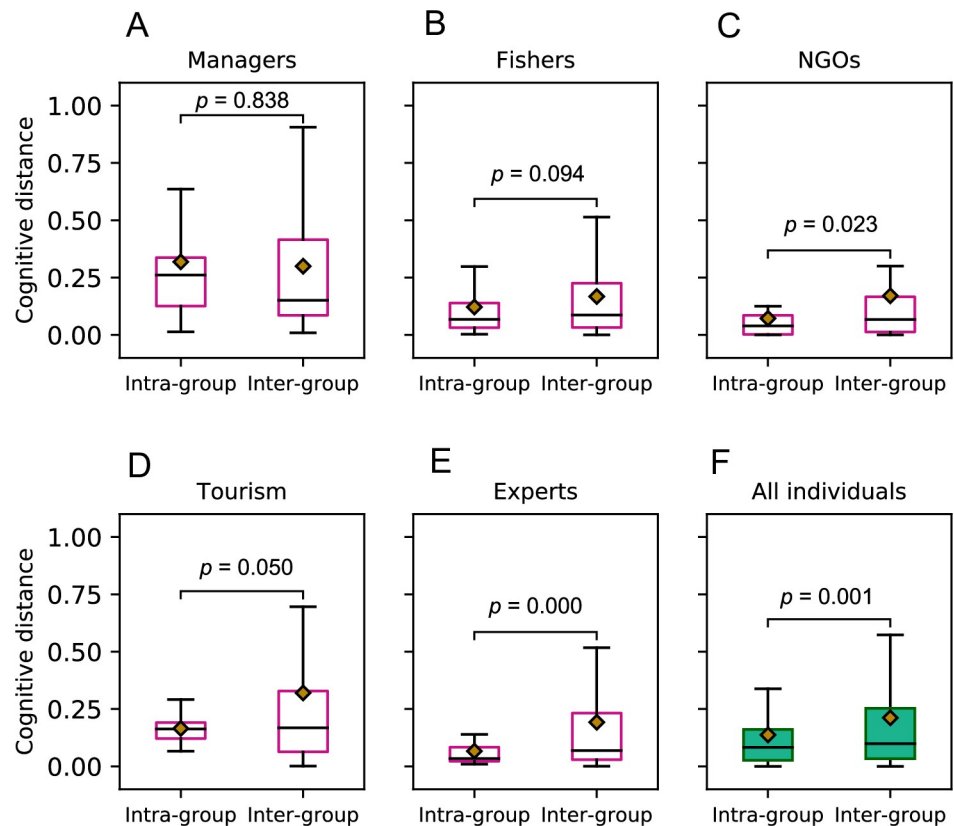 A
B
C
Managers
Fishers
NGOs
Cognitive distance
1.00
0.75
0.50
0.25
0.00
p = 0.838
p = 0.094
p = 0.023
Intra-group Inter-group
Intra-group Inter-group
Intra-group Inter-group
D
E
F
Tourism
Experts
All individuals
Cognitive distance
1.00
0.75
0.50
0.25
0.00
p = 0.050
p = 0.000
p = 0.001
Intra-group Inter-group
Intra-group Inter-group
Intra-group Inter-group